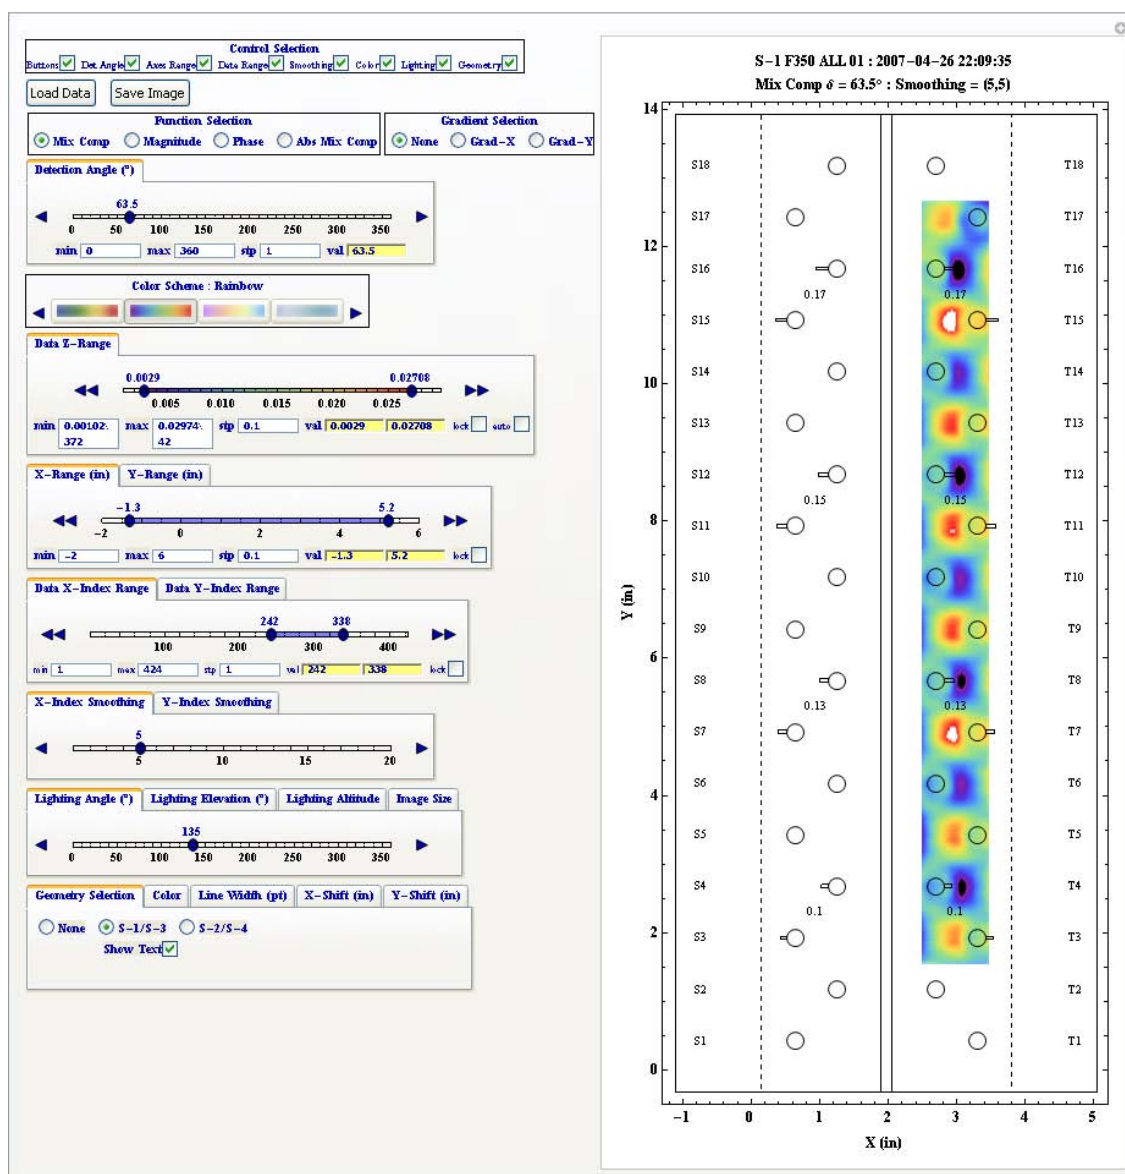 Control Selection
Buttons Det Angle Axes Range Data Range Smoothing Color Lighting Geometry
Load Data Save Image
Function Selection Gradient Selection
Mix Comp Magnitude Phase Abs Mix Comp None Grad-X Grad-Y
Detection Angle (°)
63.5
0 50 100 150 200 250 300 350
min 0 max 360 stp 1 val 63.5
Color Scheme : Rainbow
Data Z-Range
0.0029 0.02708
0.005 0.010 0.015 0.020 0.025
min 0.00102\. max 0.02974\. stp 0.1 val 0.0029 0.02708 lock auto
372 42
X-Range (in) Y-Range (in)
-1.3 5.2
-2 0 2 4 6
min -2 max 6 stp 0.1 val -1.3 5.2 lock
Data X-Index Range Data Y-Index Range
242 338
100 200 300 400
min 1 max 424 stp 1 val 242 338 lock
X-Index Smoothing Y-Index Smoothing
5
5 10 15 20
Lighting Angle (°) Lighting Elevation (°) Lighting Altitude Image Size
135
0 50 100 150 200 250 300 350
Geometry Selection Color Line Width (pt) X-Shift (in) Y-Shift (in)
None S-1/S-3 S-2/S-4
Show Text
S-1 F350 ALL 01 : 2007-04-26 22:09:35
Mix Comp δ = 63.5° : Smoothing = (5,5)
14
S18 T18
S17 T17
12
S16 T16
0.17 0.17
S15 T15
S14 T14
10
S13 T13
S12 T12
0.15 0.15
S11 T11
8
S10 T10
Y (in)
S9 T9
6
S8 T8
0.13 0.13
S7 T7
S6 T6
4
S5 T5
S4 T4
0.1 0.1
2
S3 T3
S2 T2
S1 T1
0
-1 0 1 2 3 4 5
X (in)